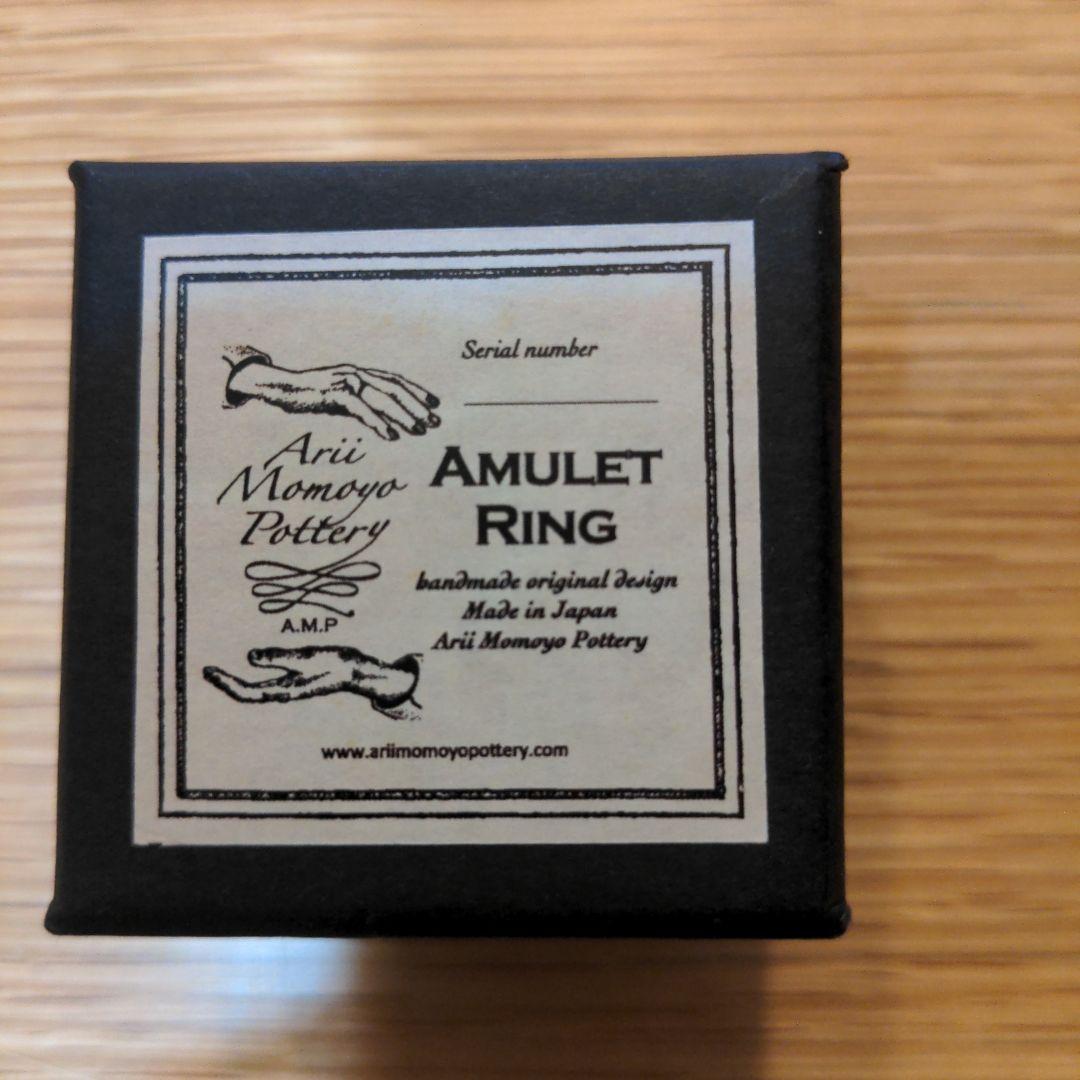 Arii
Momoyo
Pottery
A.M.P
Serial number
AMULET
RING
handmade original design
Made in Japan
Arii Momoyo Pottery
www.ariimomoyopottery.com